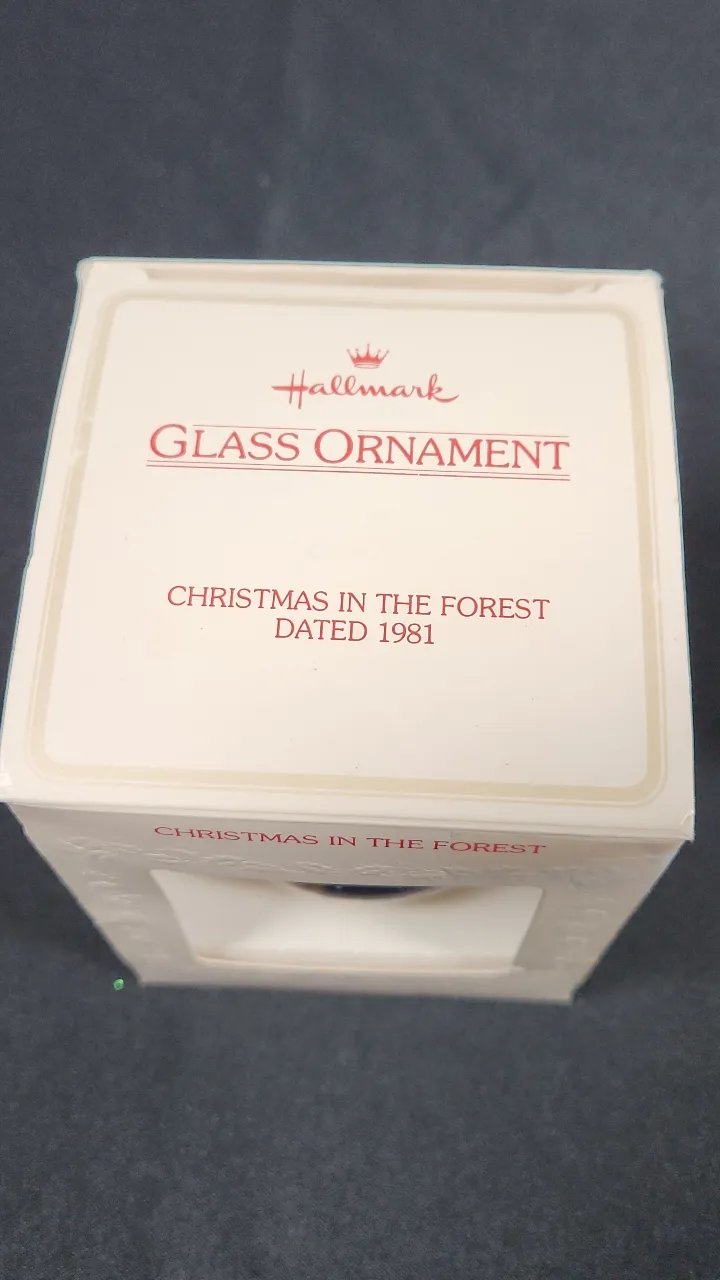 Hallmark
GLASS ORNAMENT
CHRISTMAS IN THE FOREST
DATED 1981
CHRISTMAS IN THE FOREST